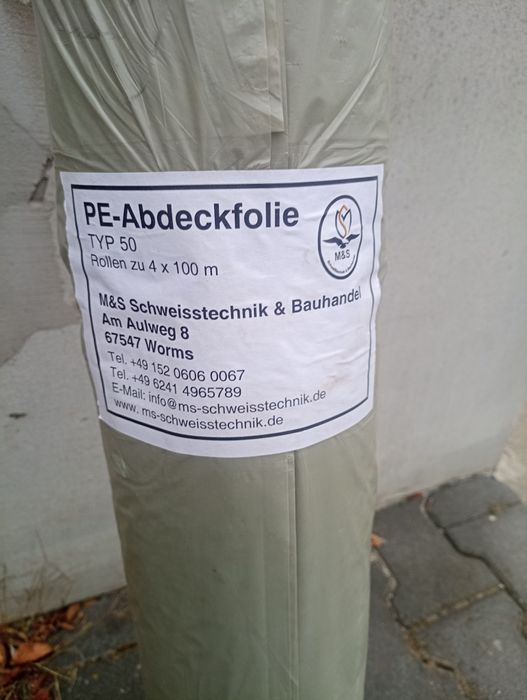 PE-Abdeckfolie
TYP 50
Rollen zu 4 x 100 m
M&S
M&S Schweisstechnik & Bauhandel
Am Aulweg 8
67547 Worms
Tel. +49 152 0606 0067
Tel. +49 6241 4965789
E-Mail: info@ms-schweisstechnik.de
www. ms-schweisstechnik.de